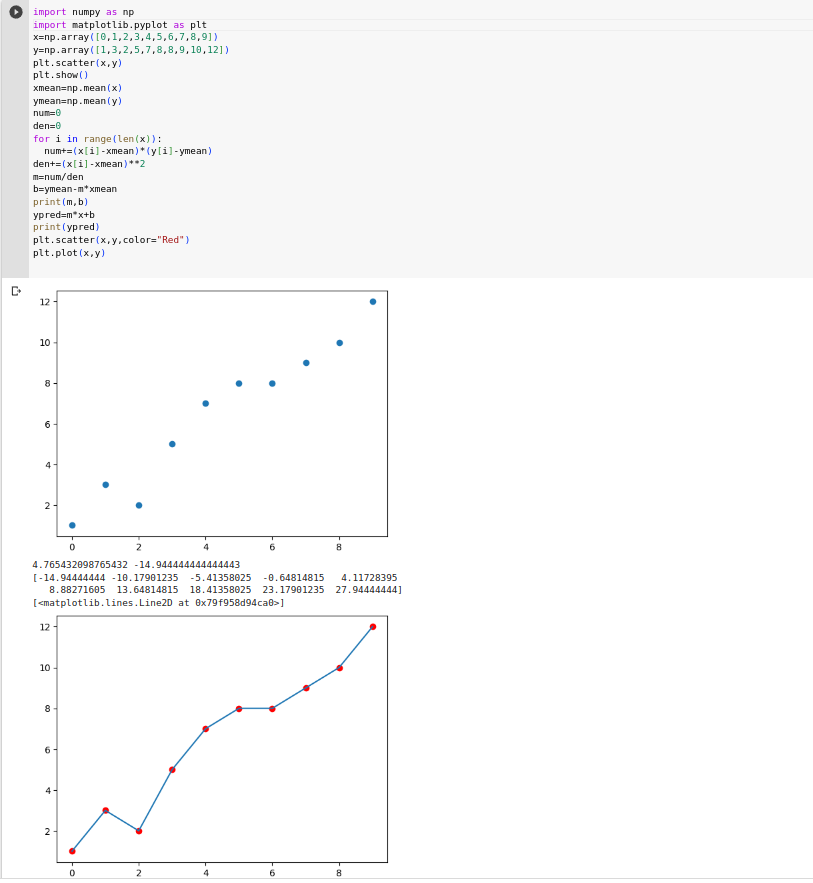 import numpy as np
import matplotlib.pyplot as plt
x=np.array([0,1,2,3,4,5,6,7,8,9])
y=np.array([1,3,2,5,7,8,8,9,10,12])
plt.scatter(x,y)
plt.show()
xmean=np.mean(x)
ymean=np.mean(y)
num=0
den=0
for i in range(len(x)):
  num+=(x[i]-xmean)*(y[i]-ymean)
den+=(x[i]-xmean)**2
m=num/den
b=ymean-m*xmean
print(m,b)
ypred=m*x+b
print(ypred)
plt.scatter(x,y,color="Red")
plt.plot(x,y)
12
10
8
6
4
2
0 2 4 6 8
4.765432098765432 -14.944444444444443
[-14.94444444 -10.17901235  -5.41358025  -0.64814815   4.11728395
   8.88271605  13.64814815  18.41358025  23.17901235  27.94444444]
[<matplotlib.lines.Line2D at 0x79f958d94ca0>]
12
10
8
6
4
2
0 2 4 6 8